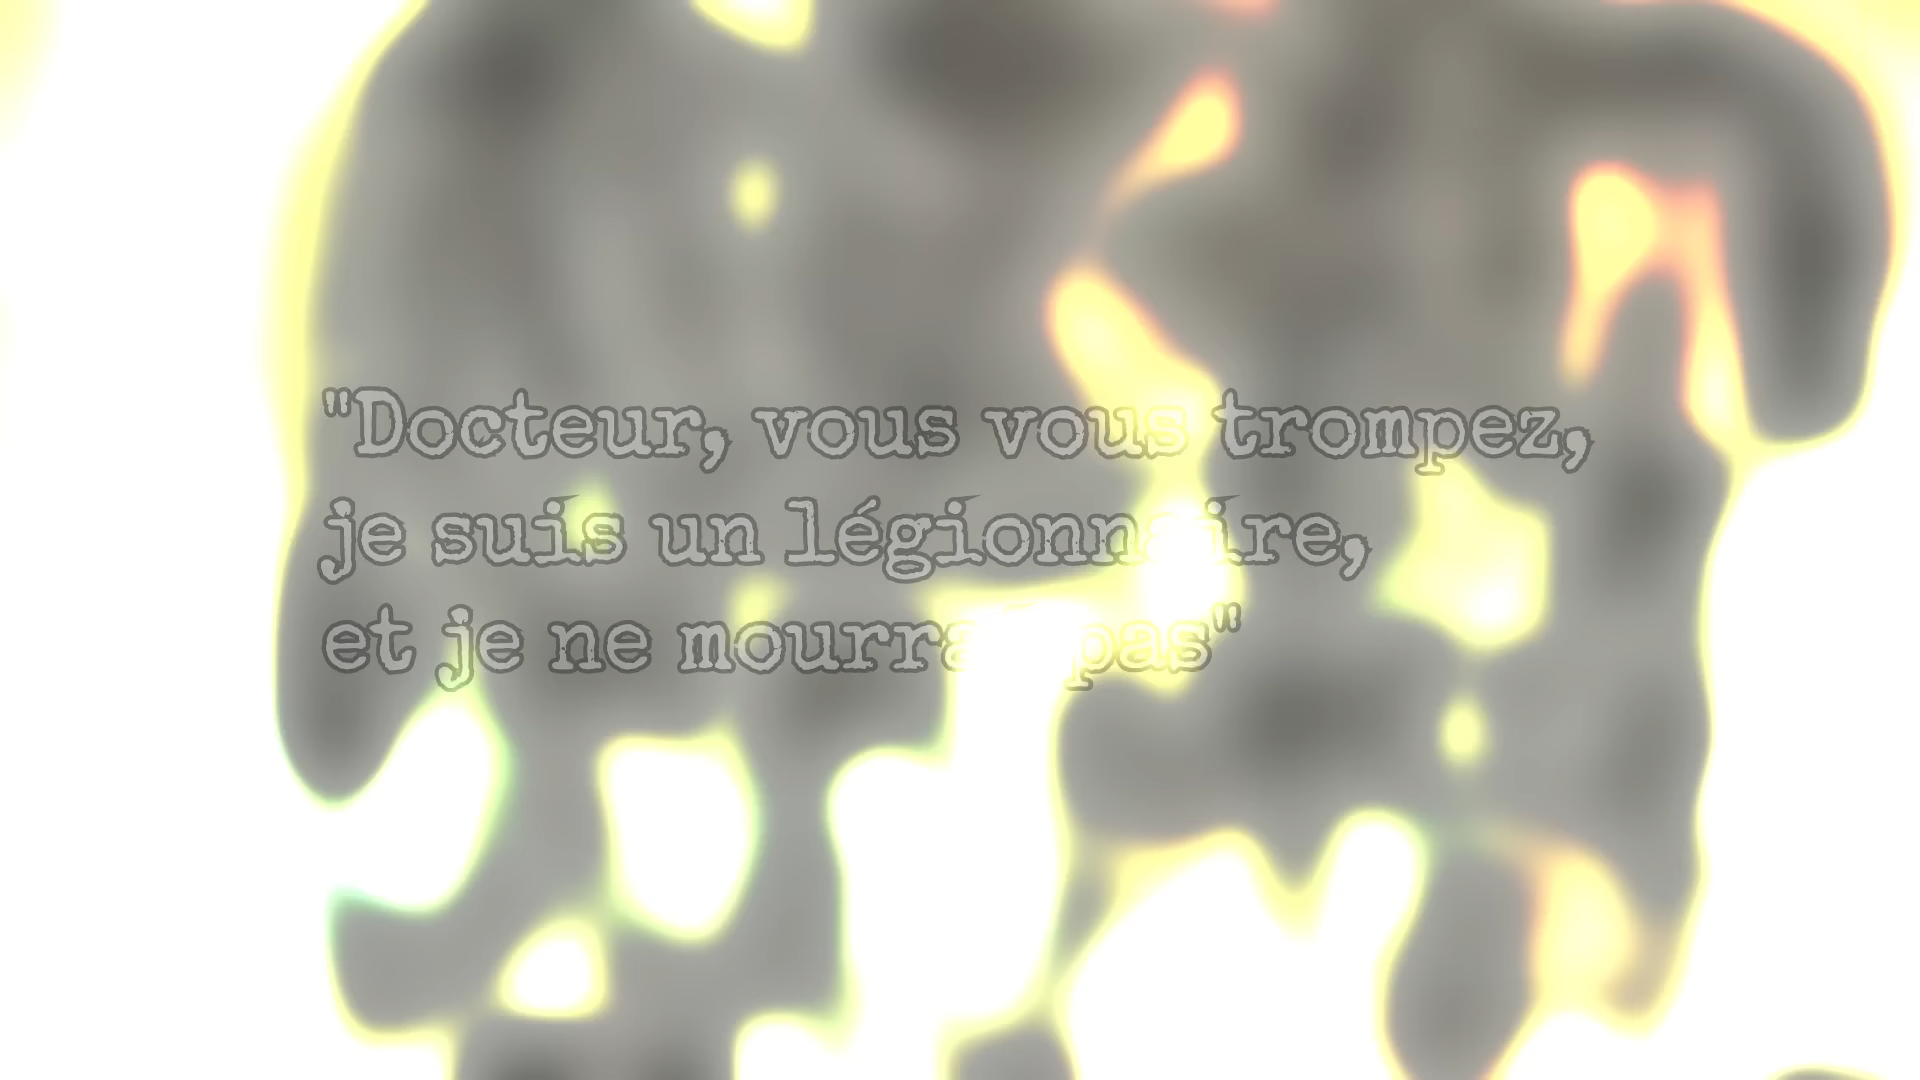 "Docteur, vous vous trompez,
je suis un légionnaire,
et je ne mourrai pas"